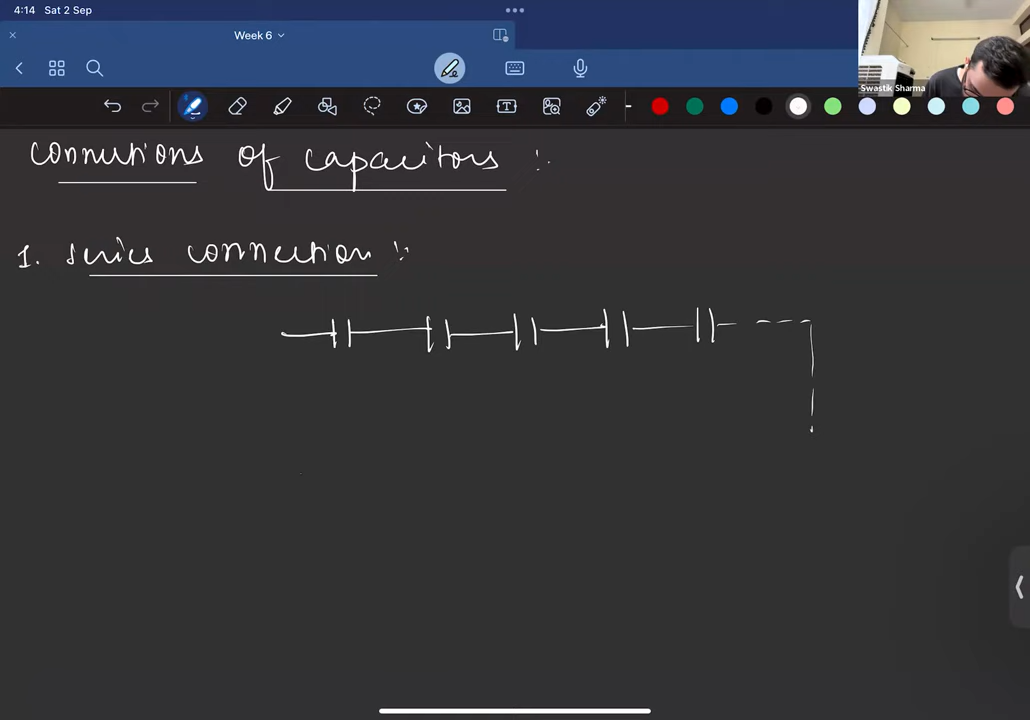 4:14 Sat 2 Sep
Week 6
Swastik Sharma
Connections of capacitors :
1. Series connection :